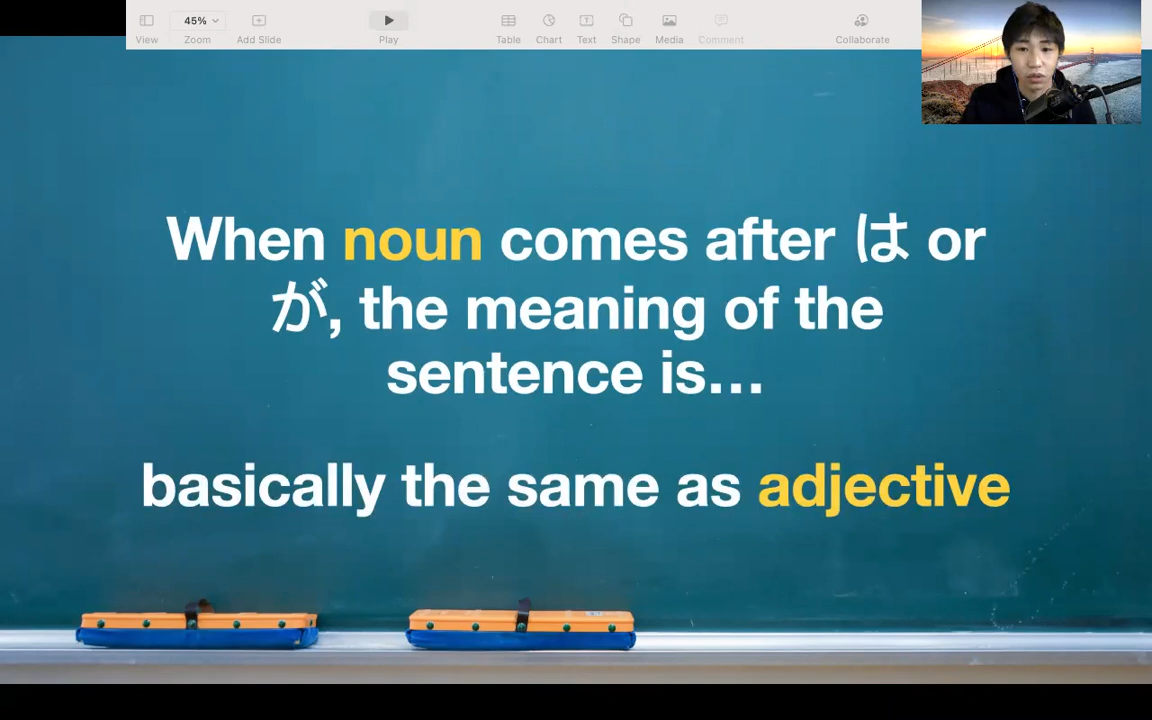 45%
View
Zoom
Add Slide
Play
Table
Chart
Text
Shape
Media
Comment
Collaborate
When noun comes after は or
が, the meaning of the
sentence is…
basically the same as adjective